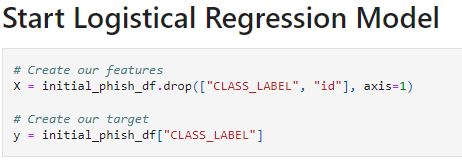 Start Logistical Regression Model
# Create our features
X = initial_phish_df.drop(["CLASS_LABEL", "id"], axis=1)
# Create our target
y = initial_phish_df["CLASS_LABEL"]